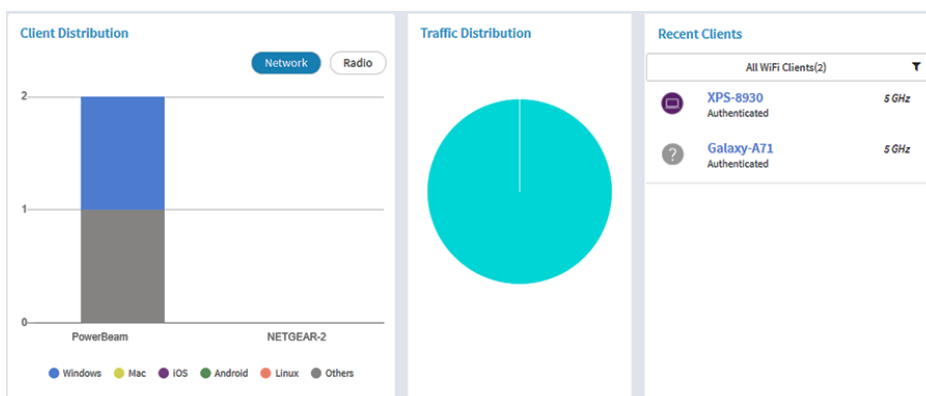 Client Distribution
Network
Radio
2
1
0
PowerBeam
NETGEAR-2
Windows Mac iOS Android Linux Others
Traffic Distribution
Recent Clients
All WiFi Clients(2)
XPS-8930
5 GHz
Authenticated
?
Galaxy-A71
5 GHz
Authenticated